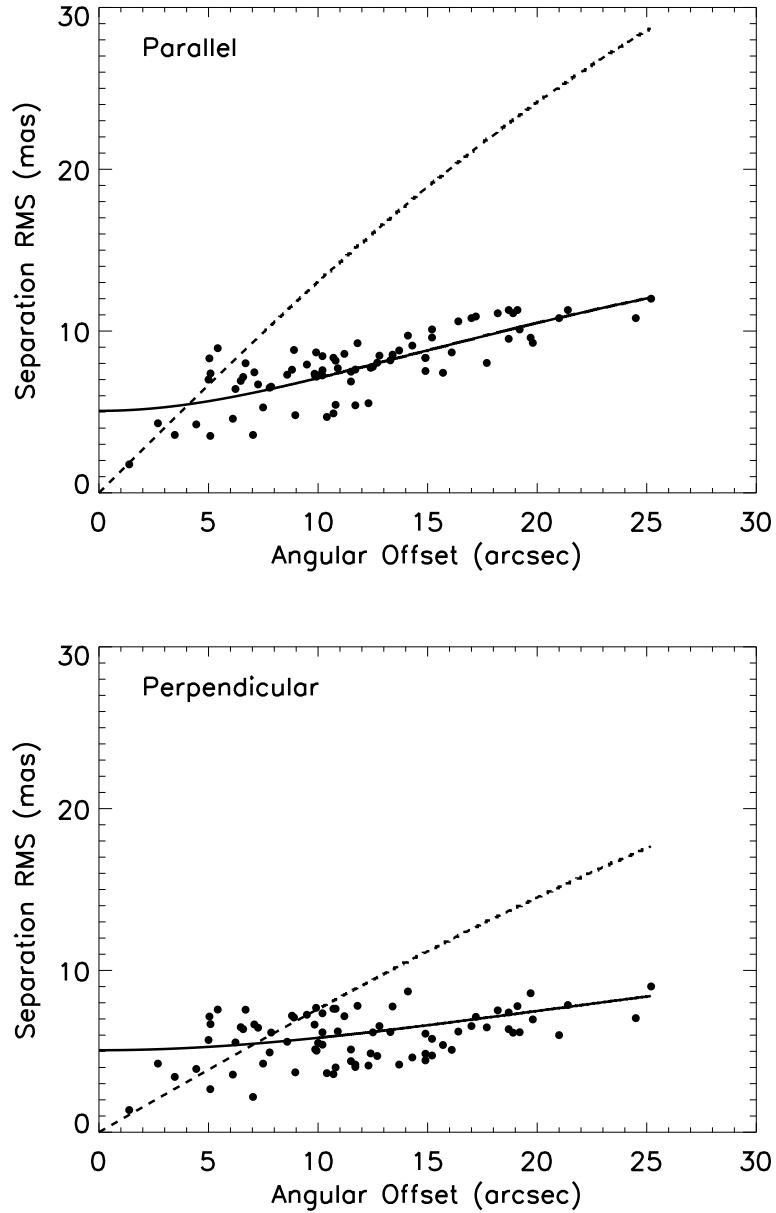 30
Parallel
20
10
0
Separation RMS (mas)
0 5 10 15 20 25 30
Angular Offset (arcsec)
30
Perpendicular
20
10
0
Separation RMS (mas)
0 5 10 15 20 25 30
Angular Offset (arcsec)